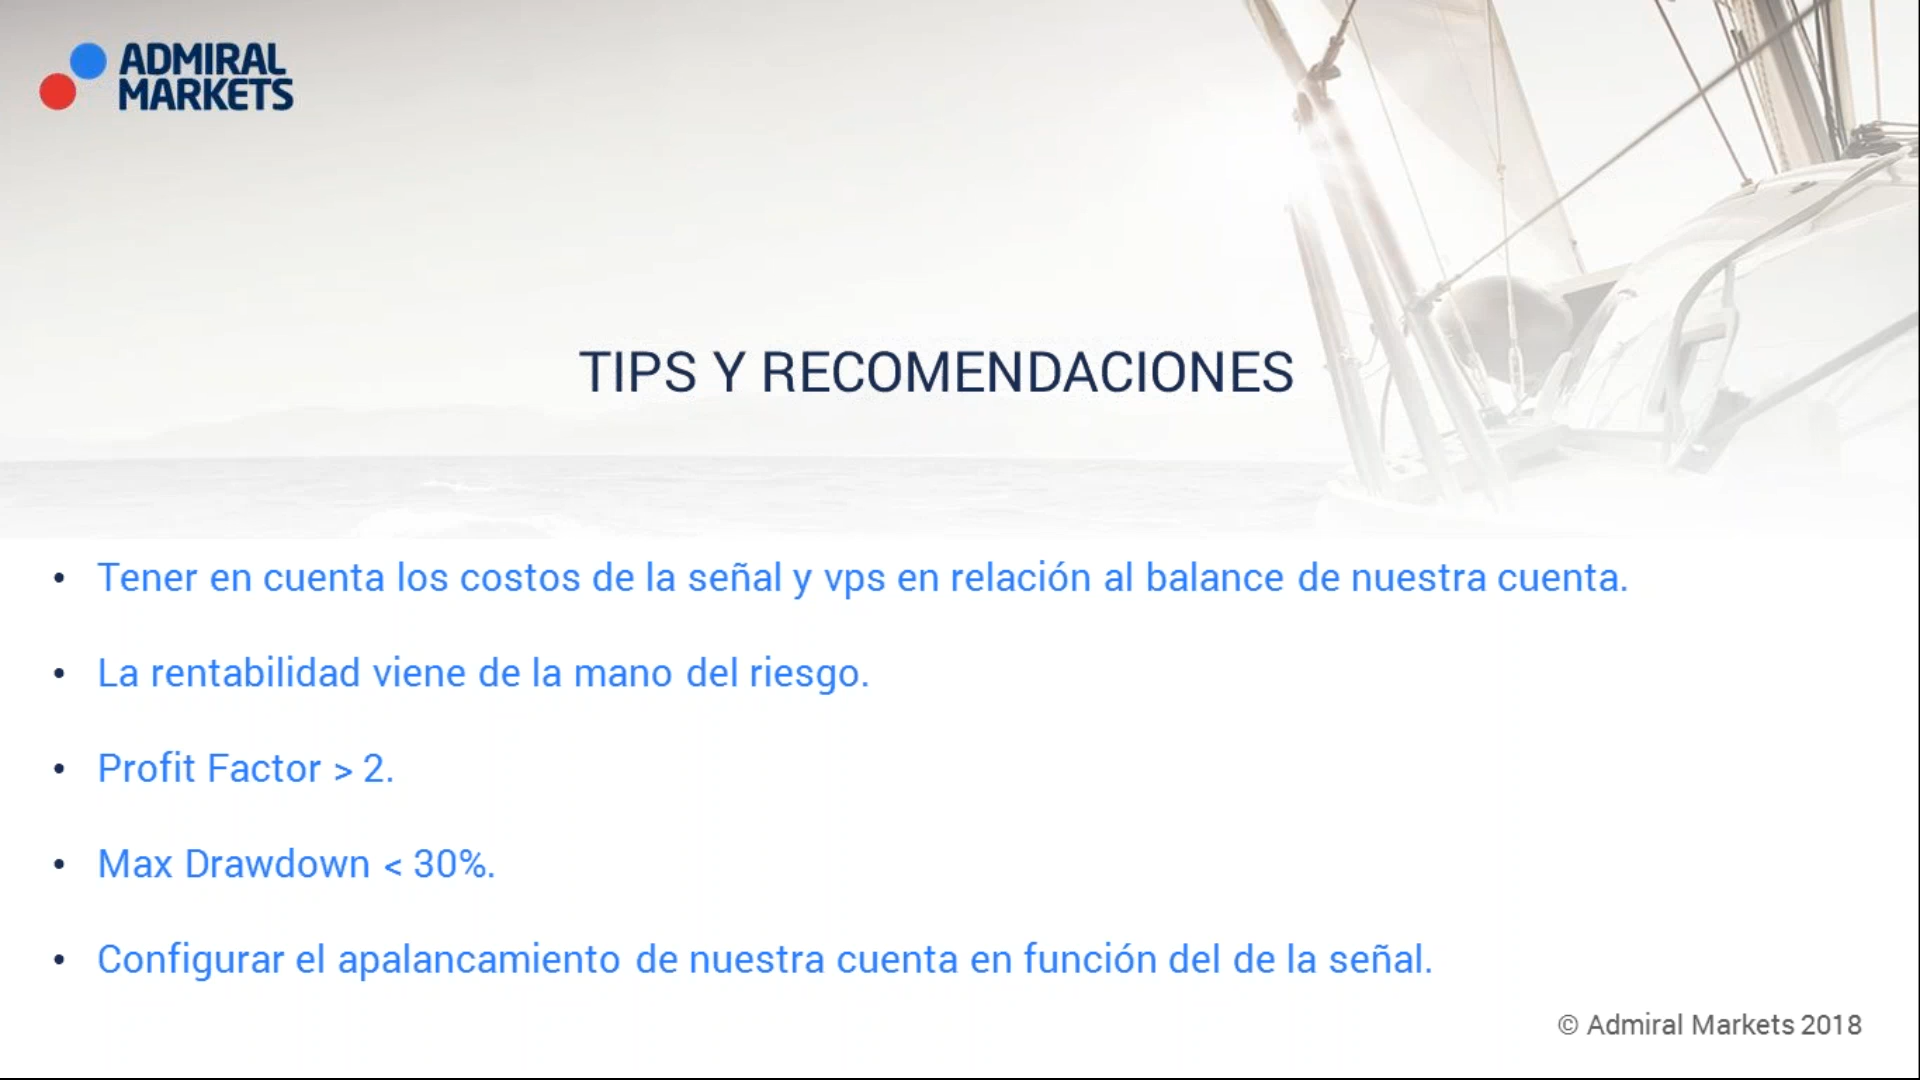 ADMIRAL
MARKETS
TIPS Y RECOMENDACIONES
• Tener en cuenta los costos de la señal y vps en relación al balance de nuestra cuenta.
• La rentabilidad viene de la mano del riesgo.
• Profit Factor > 2.
• Max Drawdown < 30%.
• Configurar el apalancamiento de nuestra cuenta en función del de la señal.
© Admiral Markets 2018